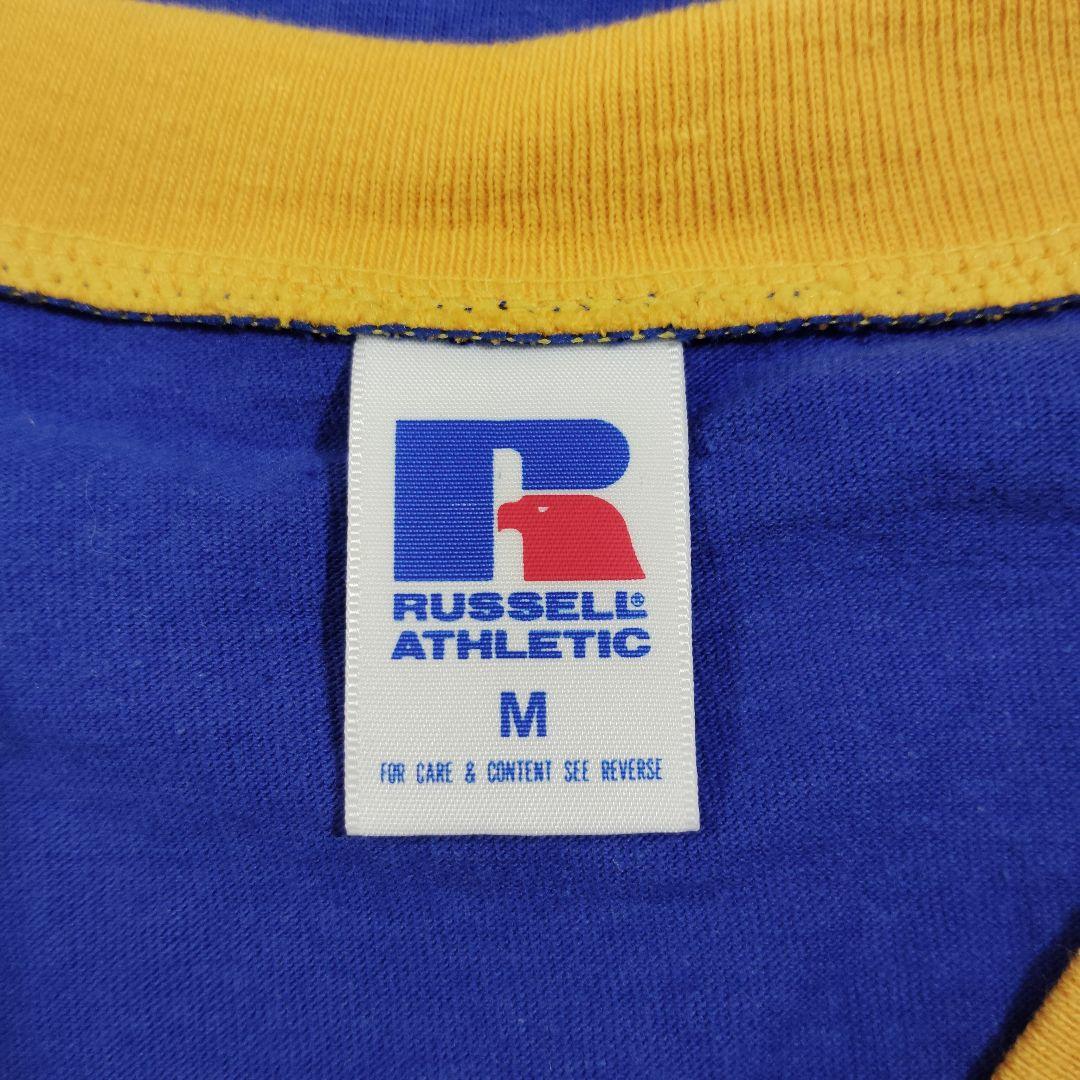 R
RUSSELL®
ATHLETIC
M
FOR CARE & CONTENT SEE REVERSE